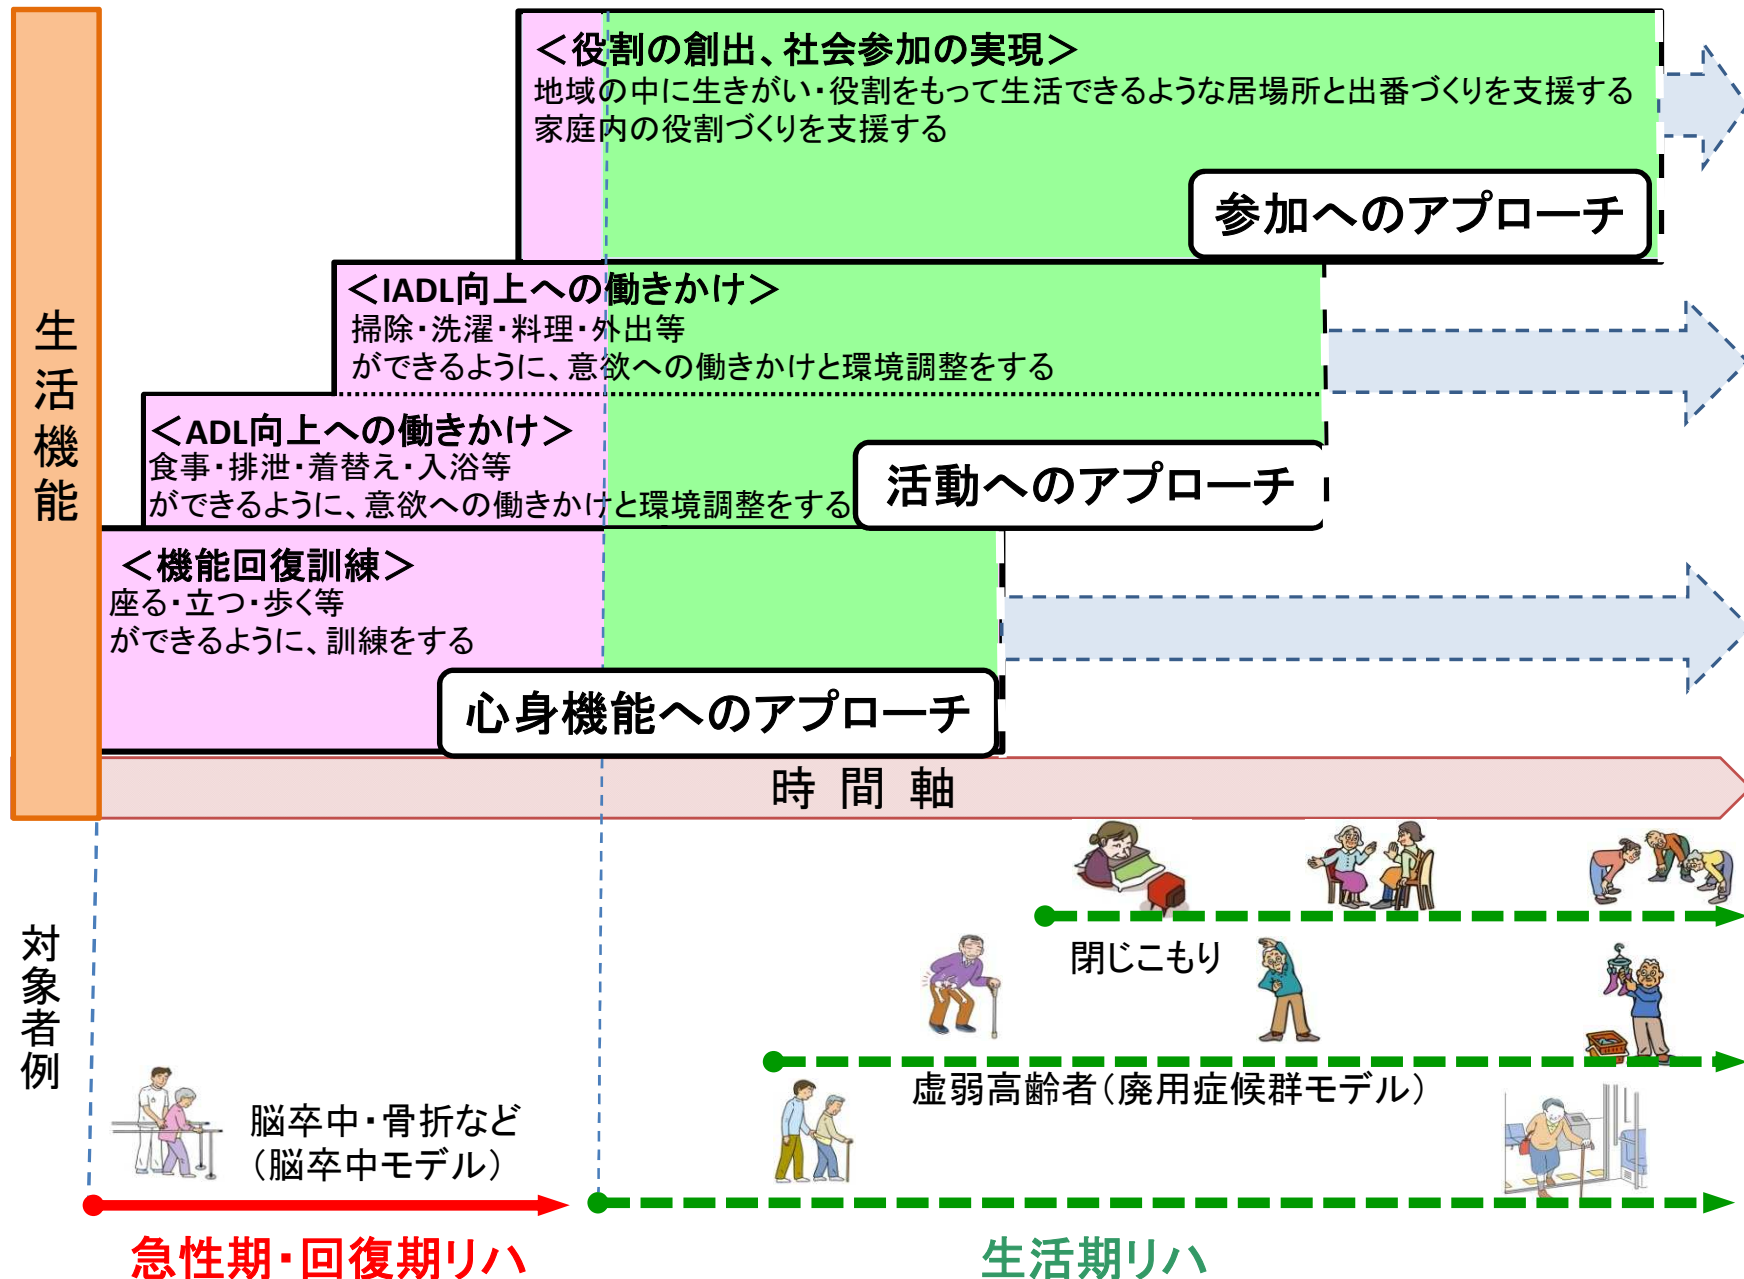 ＜役割の創出、社会参加の実現＞
地域の中に生きがい・役割をもって生活できるような居場所と出番づくりを支援する
家庭内の役割づくりを支援する
参加へのアプローチ
＜IADL向上への働きかけ＞
掃除・洗濯・料理・外出等
ができるように、意欲への働きかけと環境調整をする
生活機能
＜ADL向上への働きかけ＞
食事・排泄・着替え・入浴等
ができるように、意欲への働きかけと環境調整をする
活動へのアプローチ
＜機能回復訓練＞
座る・立つ・歩く等
ができるように、訓練をする
心身機能へのアプローチ
時間軸
対象者例
閉じこもり
虚弱高齢者（廃用症候群モデル）
脳卒中・骨折など
（脳卒中モデル）
急性期・回復期リハ
生活期リハ